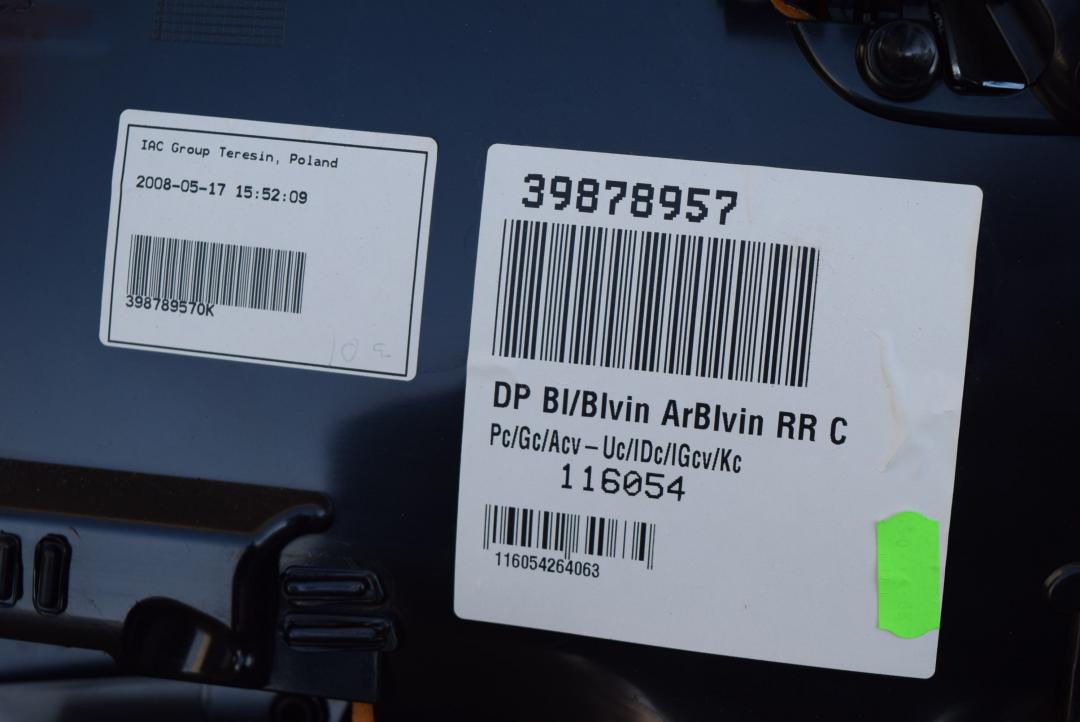 IAC Group Teresin, Poland
2008-05-17 15:52:09
398789570K
39878957
DP Bl/Blvin ArBlvin RR C
Pc/Gc/Acv – Uc/IDc/IGcv/Kc
116054
116054264063